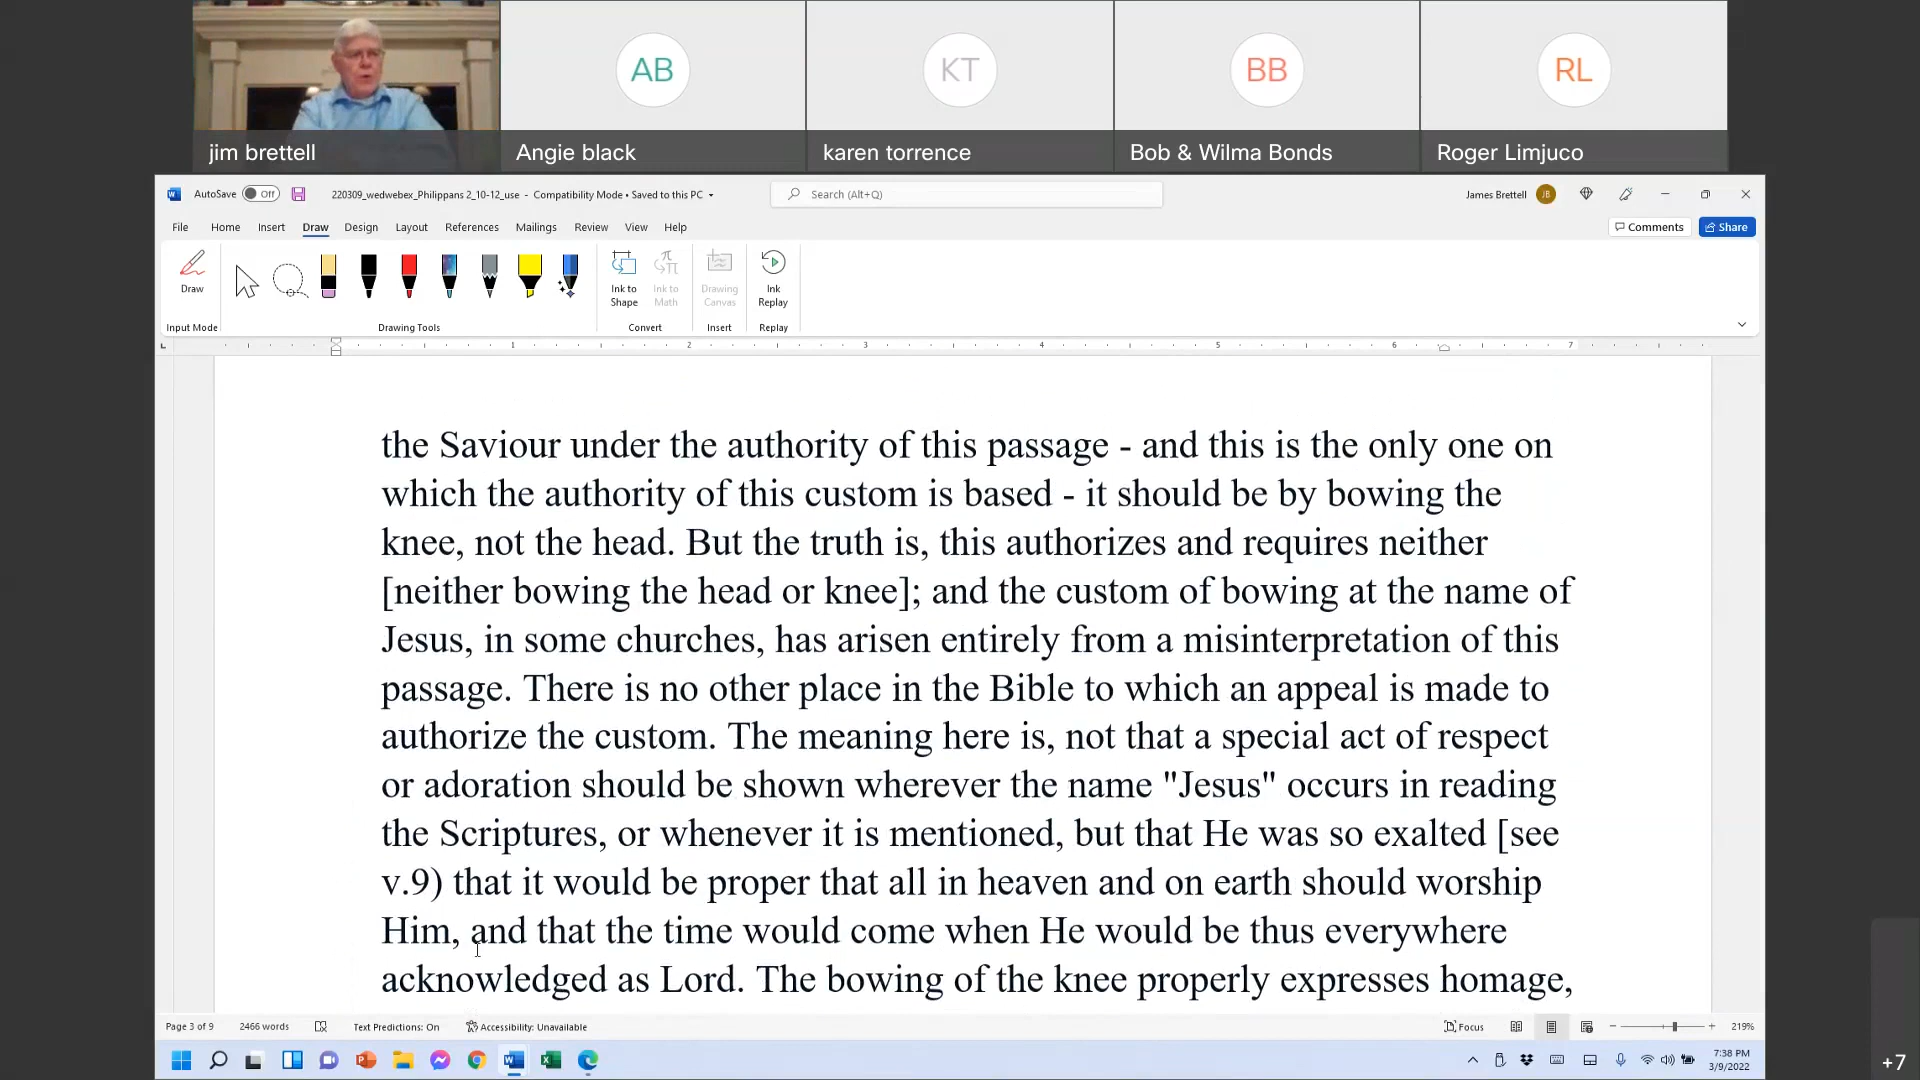 AB
KT
BB
RL
jim brettell
Angie black
karen torrence
Bob & Wilma Bonds
Roger Limjuco
AutoSave
Off
220309_wedwebex_Philippans 2_10-12_use - Compatibility Mode • Saved to this PC
Search (Alt+Q)
James Brettell
JB
File Home Insert Draw Design Layout References Mailings Review View Help
Comments
Share
Draw
Ink to Shape
Ink to Math
Drawing Canvas
Ink Replay
Input Mode
Drawing Tools
Convert
Insert
Replay
1 2 3 4 5 6 7
the Saviour under the authority of this passage - and this is the only one on
which the authority of this custom is based - it should be by bowing the
knee, not the head. But the truth is, this authorizes and requires neither
[neither bowing the head or knee]; and the custom of bowing at the name of
Jesus, in some churches, has arisen entirely from a misinterpretation of this
passage. There is no other place in the Bible to which an appeal is made to
authorize the custom. The meaning here is, not that a special act of respect
or adoration should be shown wherever the name "Jesus" occurs in reading
the Scriptures, or whenever it is mentioned, but that He was so exalted [see
v.9) that it would be proper that all in heaven and on earth should worship
Him, and that the time would come when He would be thus everywhere
acknowledged as Lord. The bowing of the knee properly expresses homage,
Page 3 of 9
2466 words
Text Predictions: On
Accessibility: Unavailable
Focus
219%
7:38 PM
3/9/2022
+7